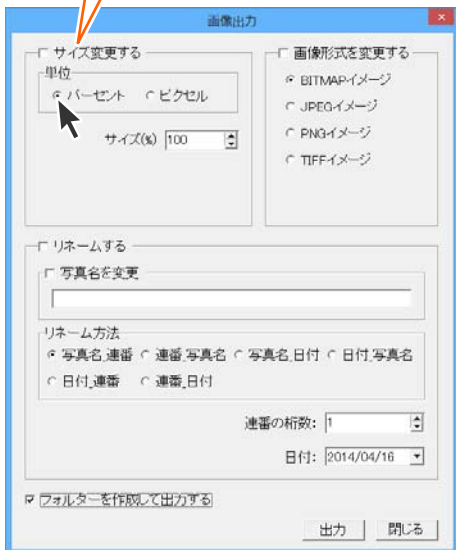 画像出力
サイズ変更する
単位
パーセント ピクセル
サイズ(%) 100
画像形式を変更する
BITMAPイメージ
JPEGイメージ
PNGイメージ
TIFFイメージ
リネームする
写真名を変更
リネーム方法
写真名_連番 連番_写真名 写真名_日付 日付_写真名
日付_連番 連番_日付
連番の桁数: 1
日付: 2014/04/16
フォルダーを作成して出力する
出力 閉じる